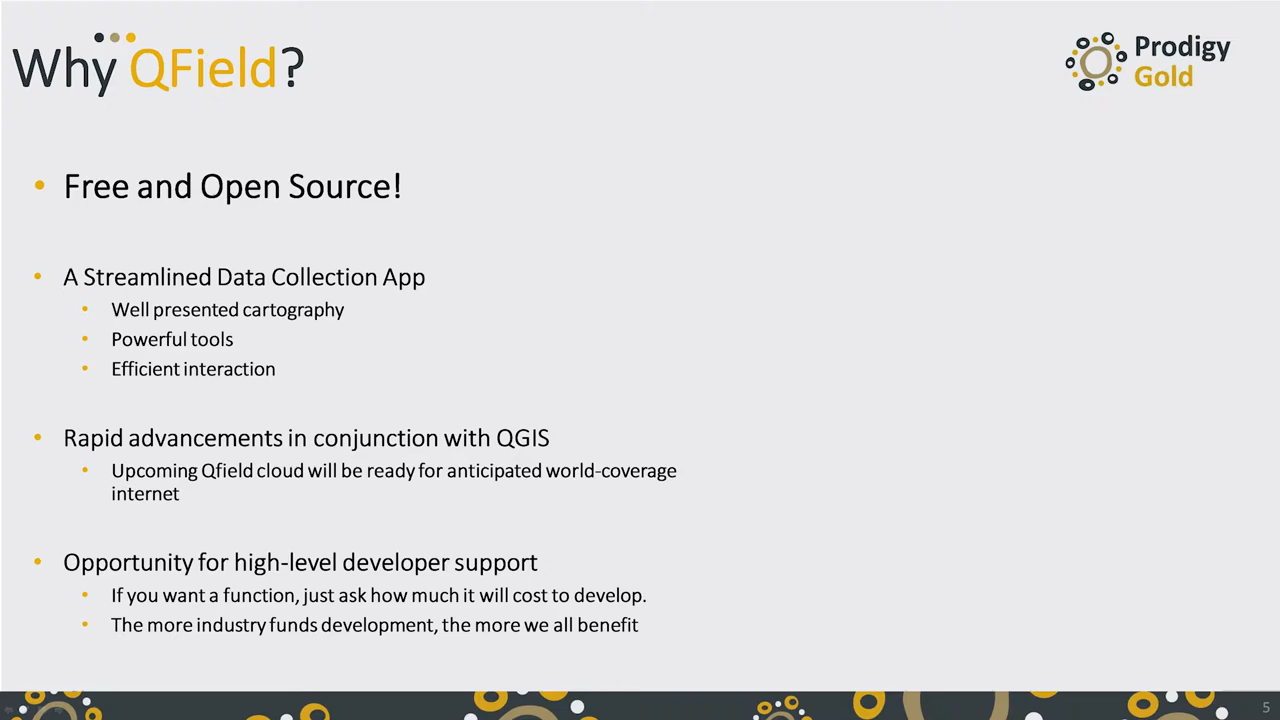 Why QField?
Prodigy
Gold
• Free and Open Source!
• A Streamlined Data Collection App
• Well presented cartography
• Powerful tools
• Efficient interaction
• Rapid advancements in conjunction with QGIS
• Upcoming Qfield cloud will be ready for anticipated world-coverage
internet
• Opportunity for high-level developer support
• If you want a function, just ask how much it will cost to develop.
• The more industry funds development, the more we all benefit
5